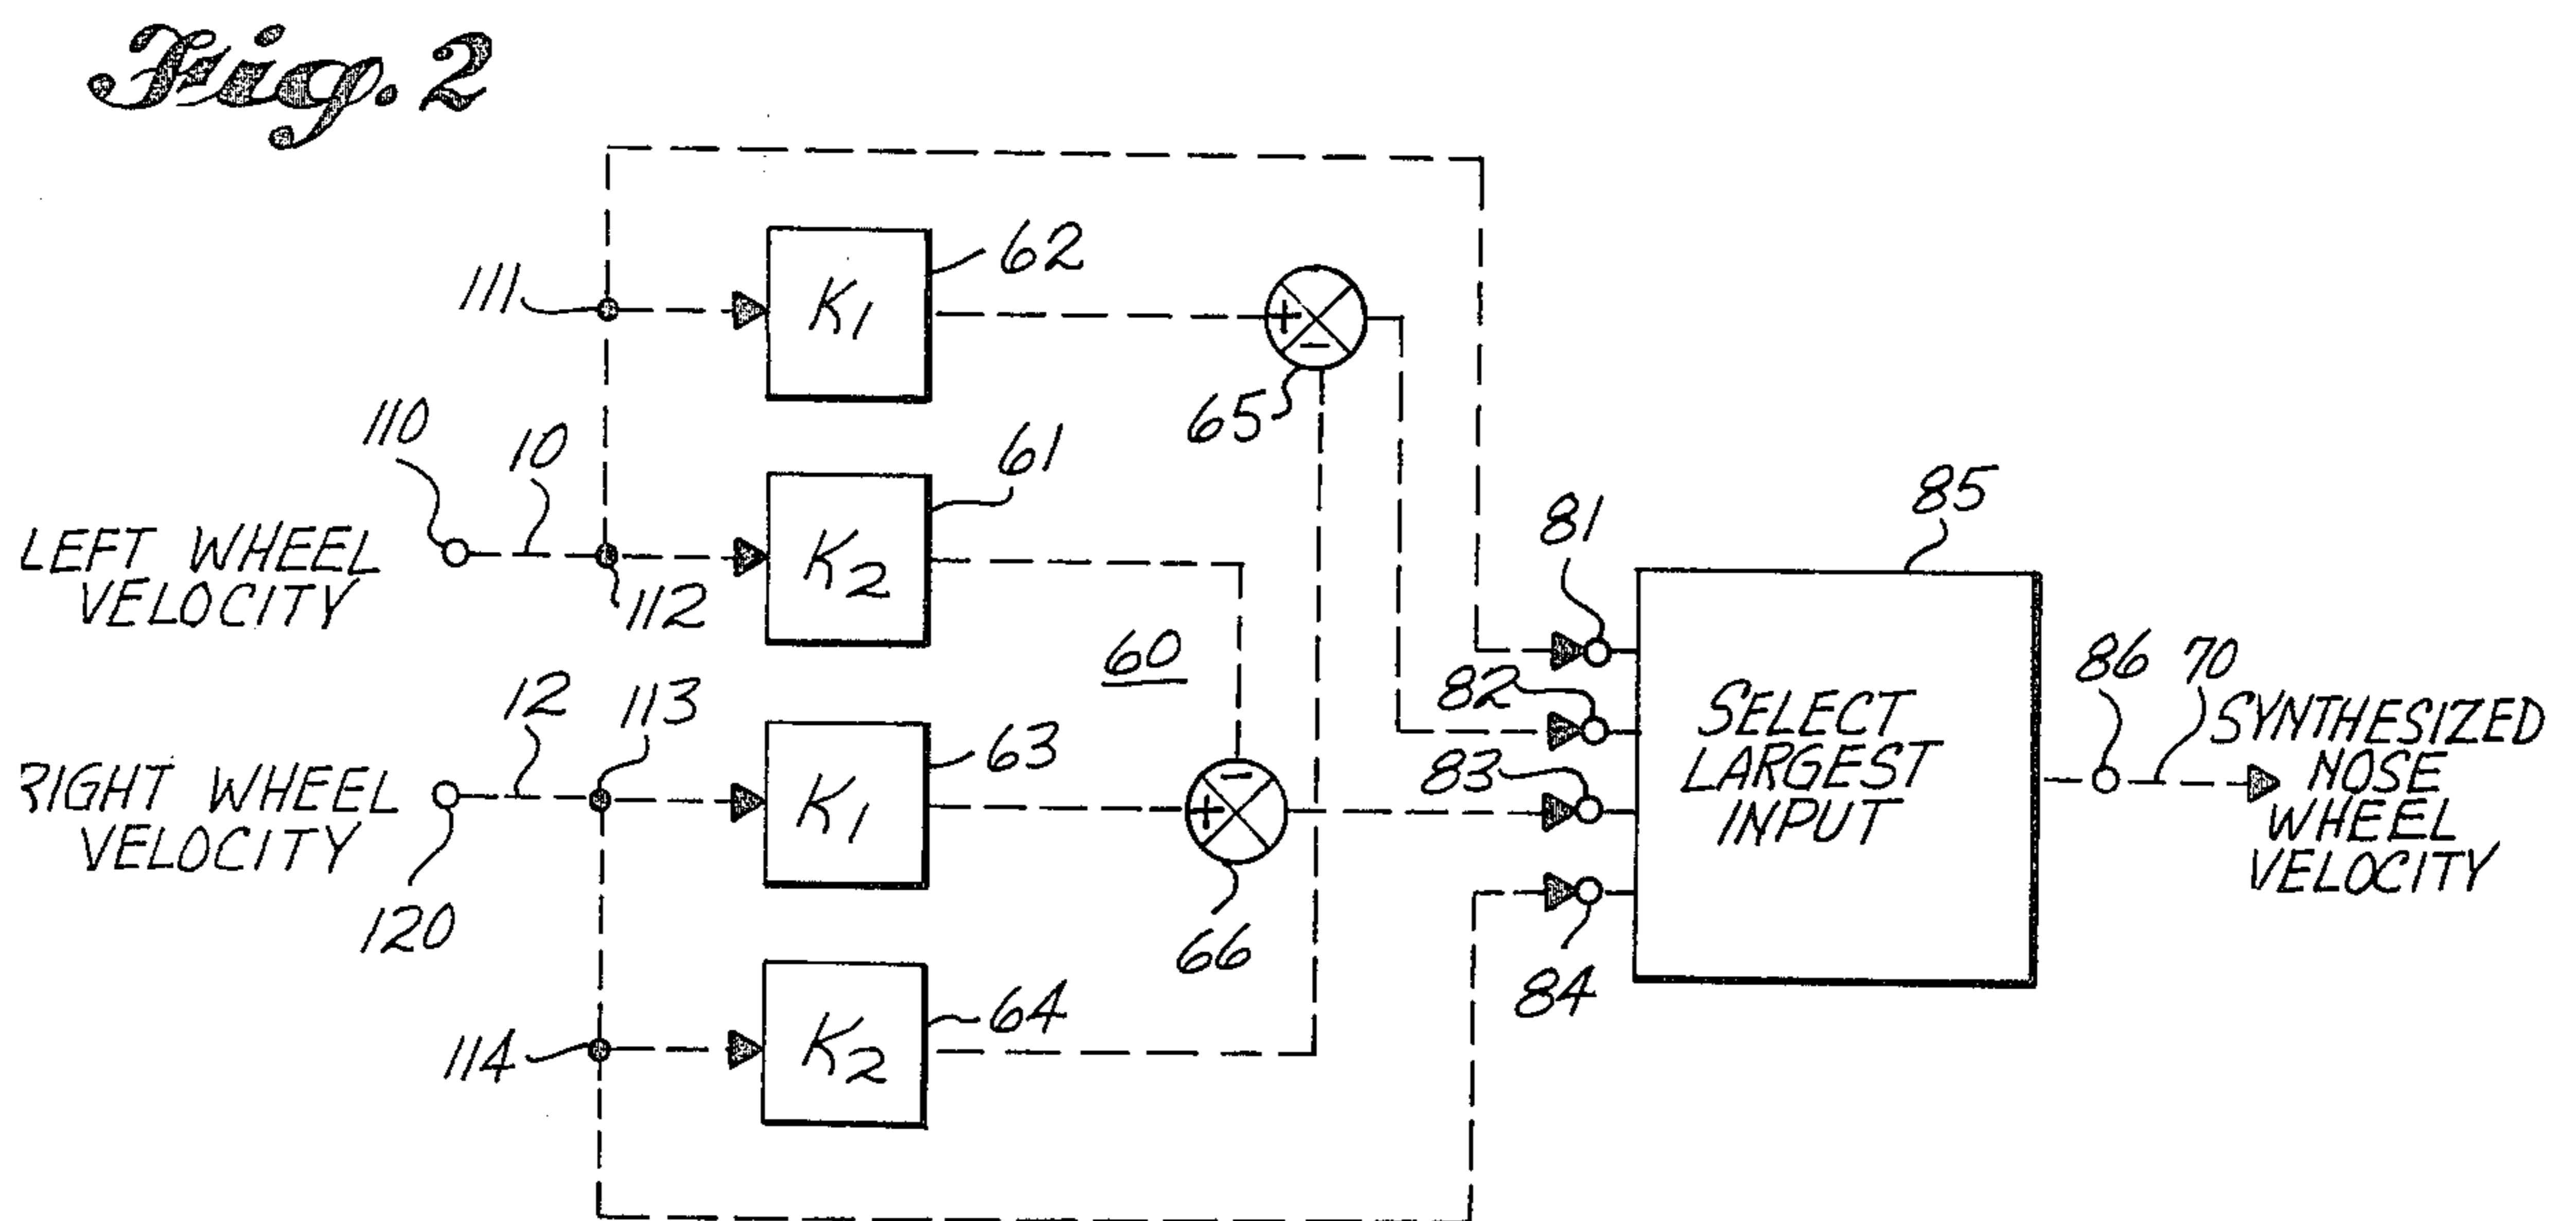 Fig. 2
111
K1
62
65
110
10
LEFT WHEEL
VELOCITY
112
K2
61
60
12
113
RIGHT WHEEL
VELOCITY
120
K1
63
66
114
K2
64
81
82
83
84
85
SELECT
LARGEST
INPUT
86
70
SYNTHESIZED
NOSE
WHEEL
VELOCITY